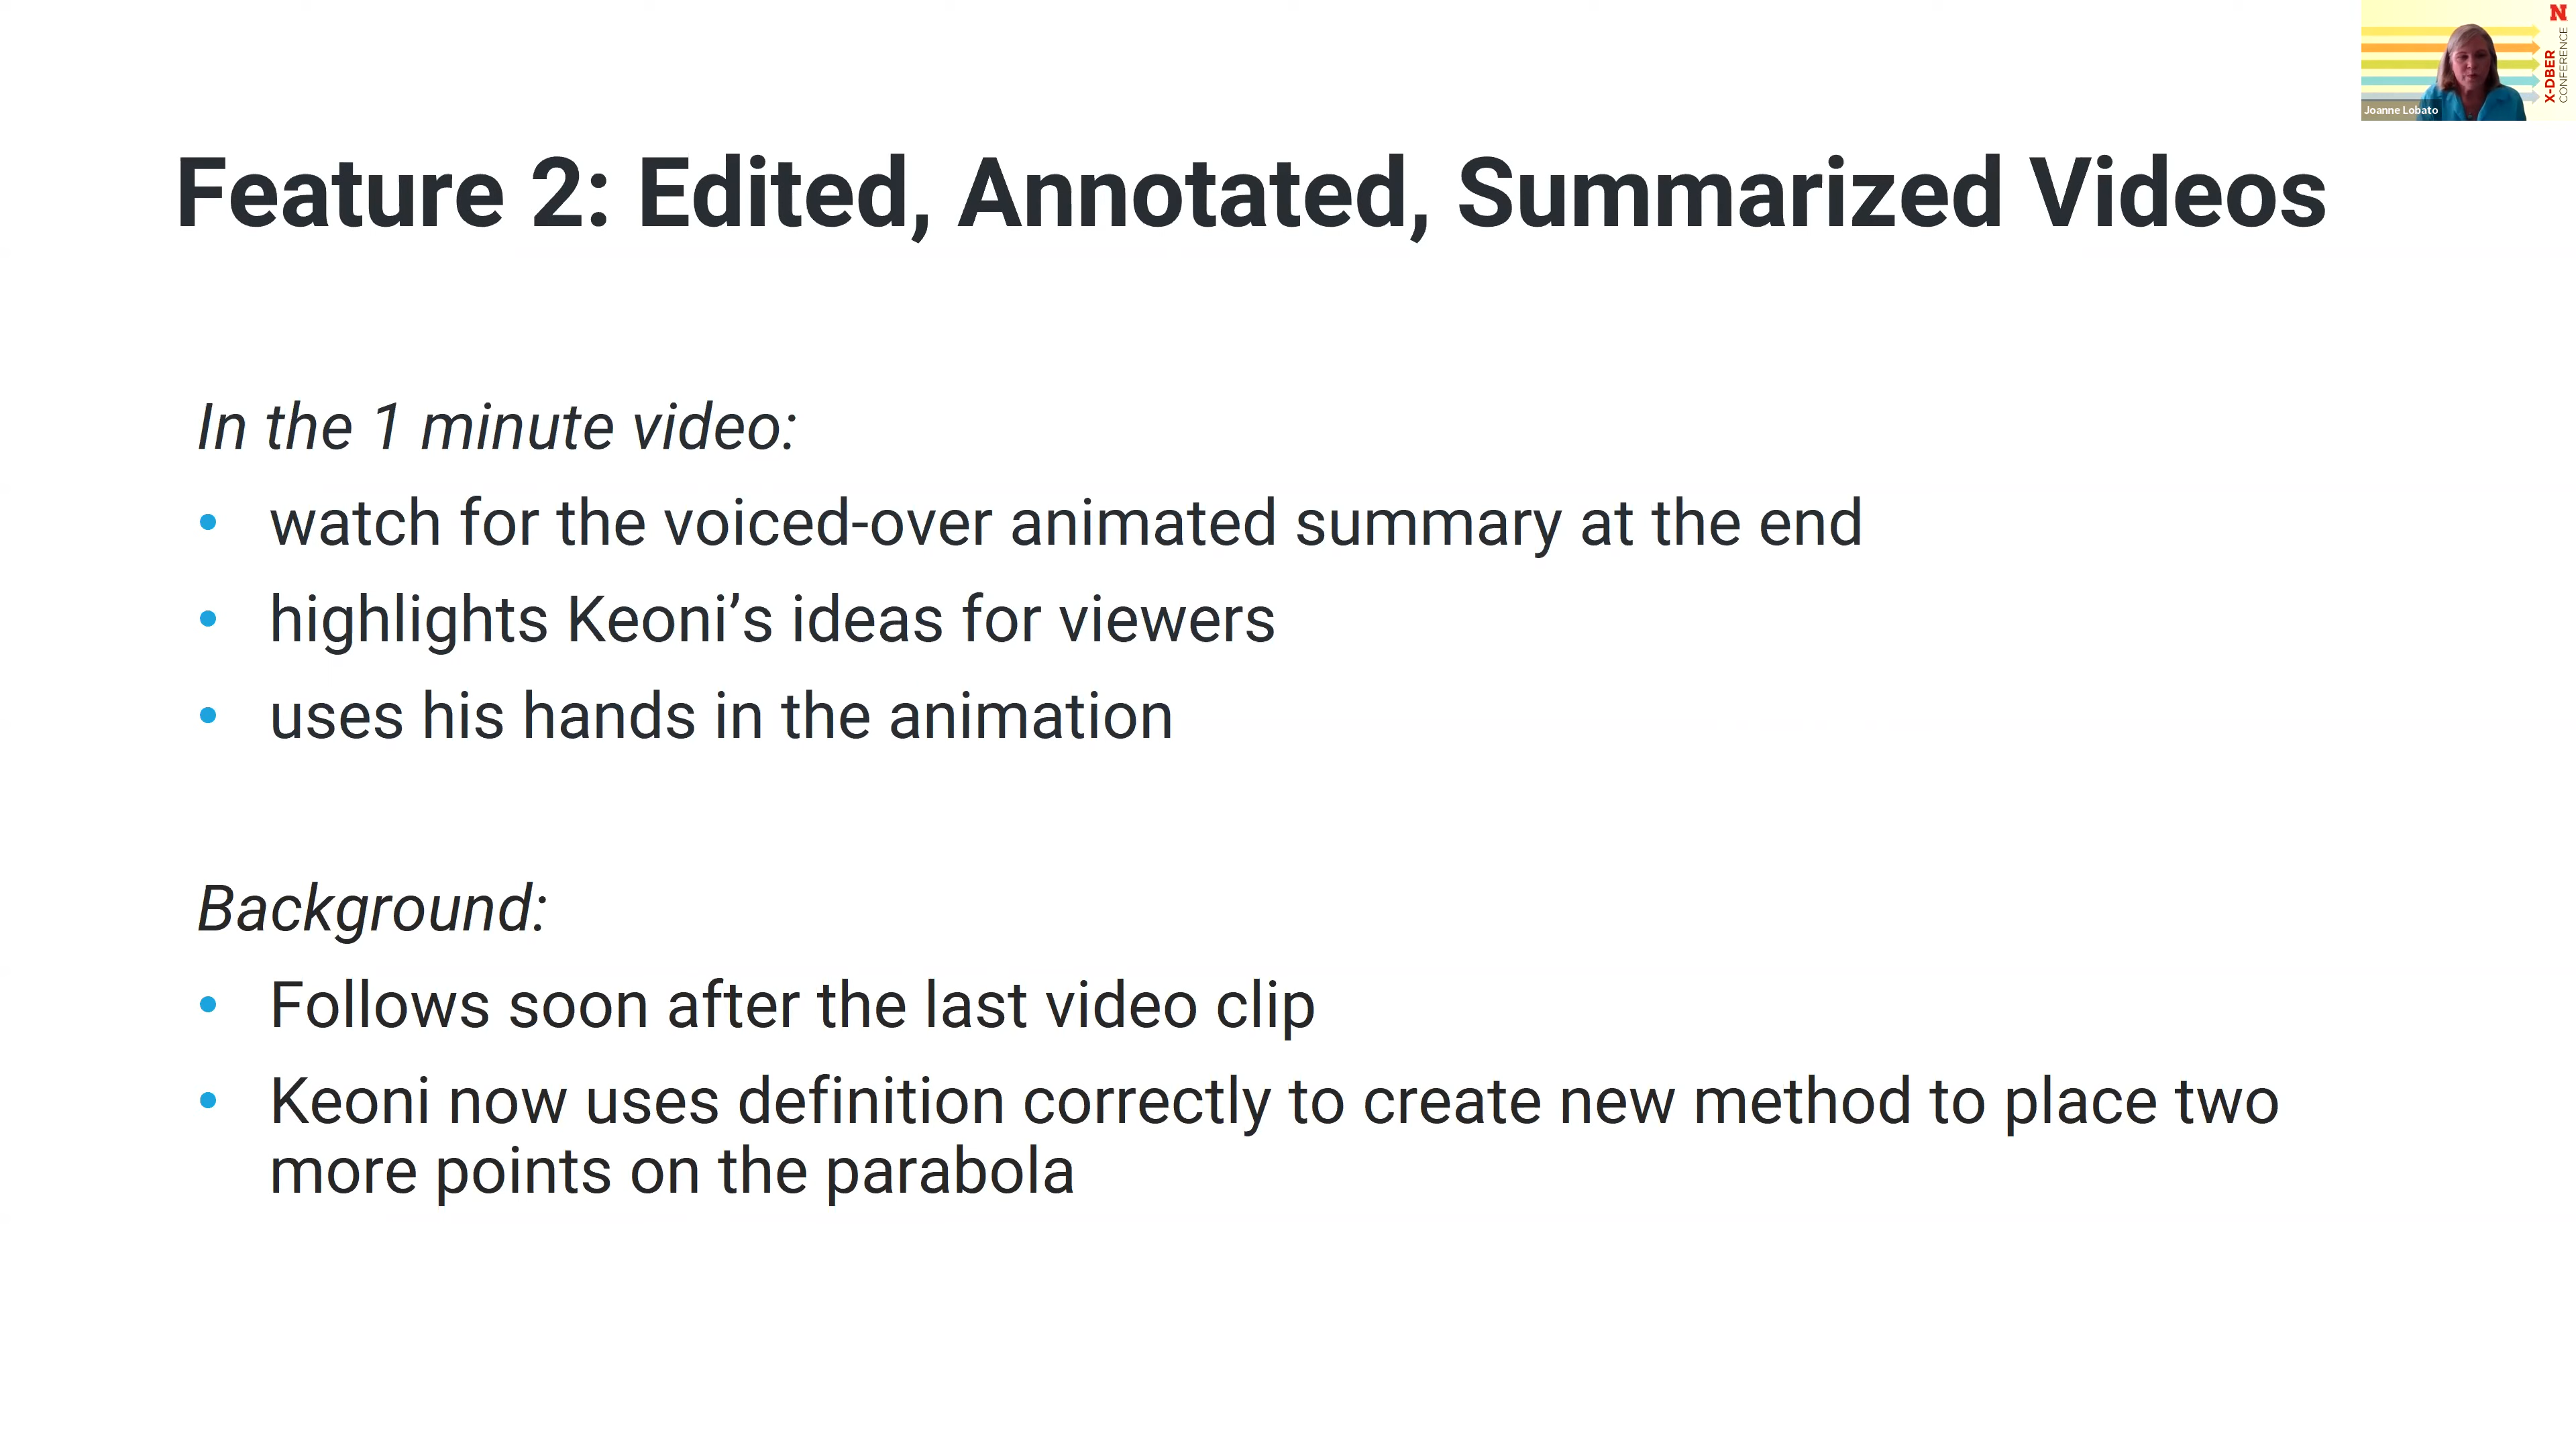 N
X-DBER
CONFERENCE
Joanne Lobato
Feature 2: Edited, Annotated, Summarized Videos
In the 1 minute video:
• watch for the voiced-over animated summary at the end
• highlights Keoni’s ideas for viewers
• uses his hands in the animation
Background:
• Follows soon after the last video clip
• Keoni now uses definition correctly to create new method to place two
more points on the parabola